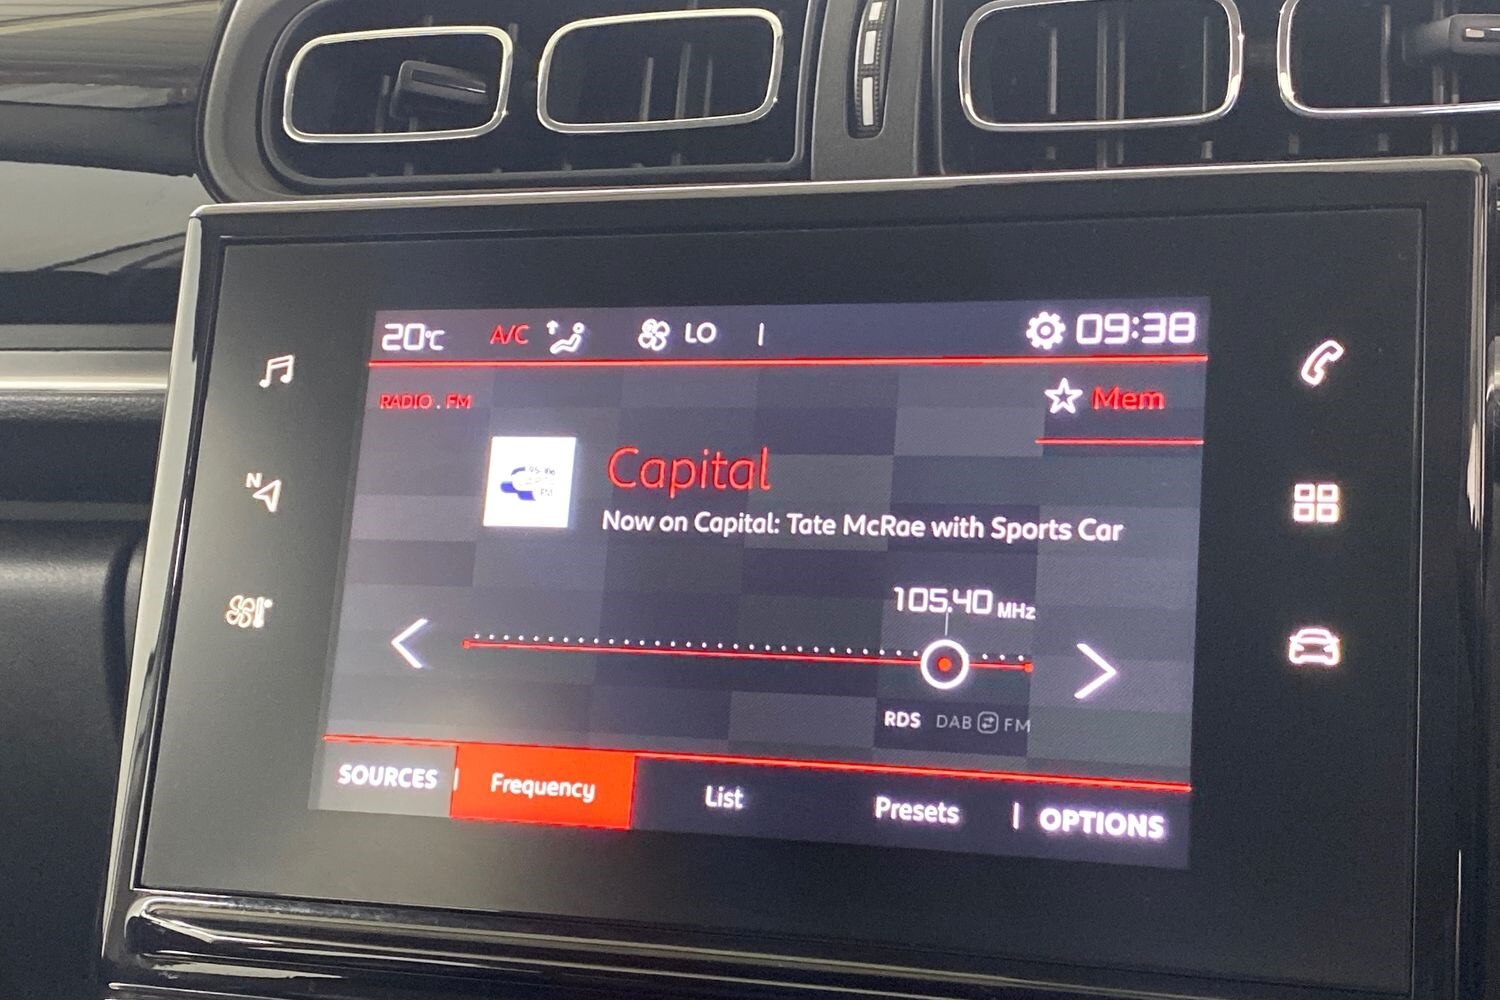 20°C A/C LO 09:38
RADIO . FM
Mem
Capital
Now on Capital: Tate McRae with Sports Car
N
105.40 MHz
RDS DAB FM
SOURCES Frequency List Presets OPTIONS